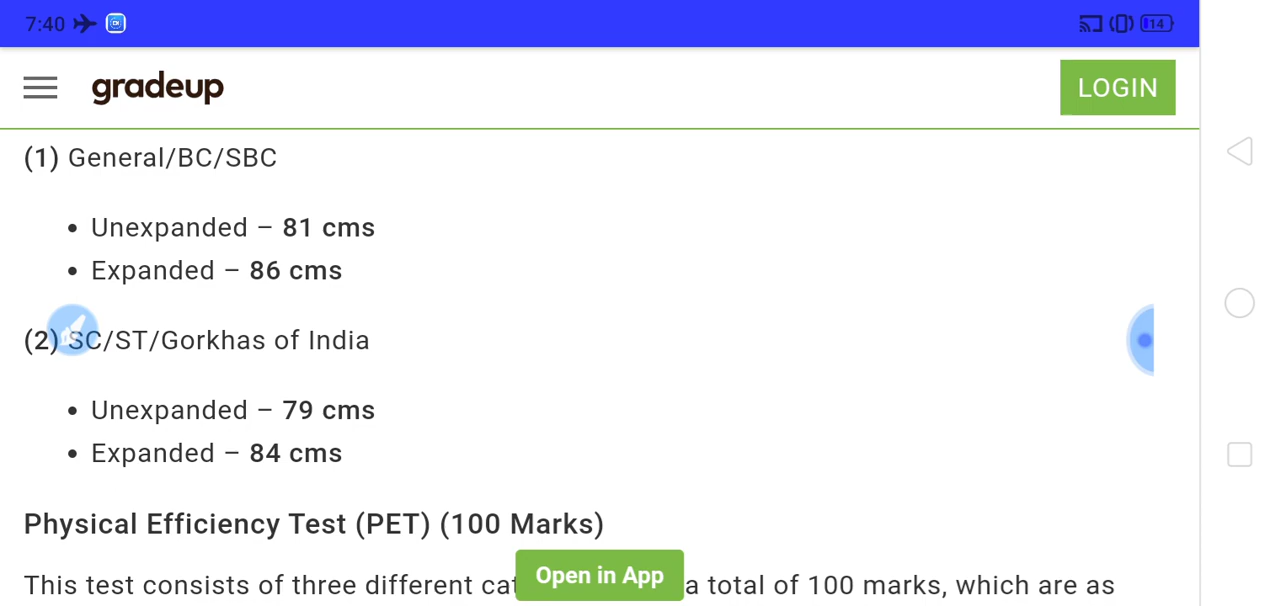 7:40
14
gradeup
LOGIN
(1) General/BC/SBC
• Unexpanded – 81 cms
• Expanded – 86 cms
(2) SC/ST/Gorkhas of India
• Unexpanded – 79 cms
• Expanded – 84 cms
Physical Efficiency Test (PET) (100 Marks)
Open in App
This test consists of three different cat a total of 100 marks, which are as